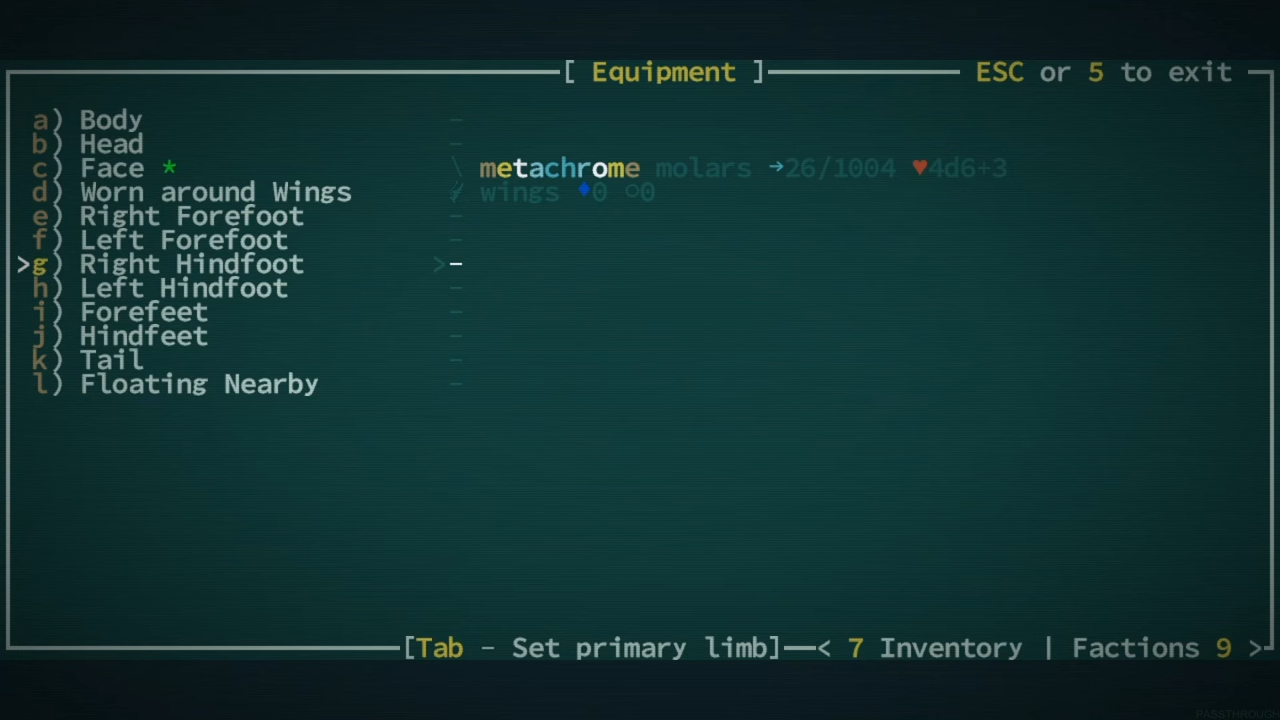 [ Equipment ] ESC or 5 to exit
a) Body –
b) Head –
c) Face * \ metachrome molars →26/1004 ♥4d6+3
d) Worn around Wings wings ♦0 ○0
e) Right Forefoot –
f) Left Forefoot –
>g) Right Hindfoot >–
h) Left Hindfoot –
i) Forefeet –
j) Hindfeet –
k) Tail –
l) Floating Nearby –
[Tab – Set primary limb] < 7 Inventory | Factions 9 >